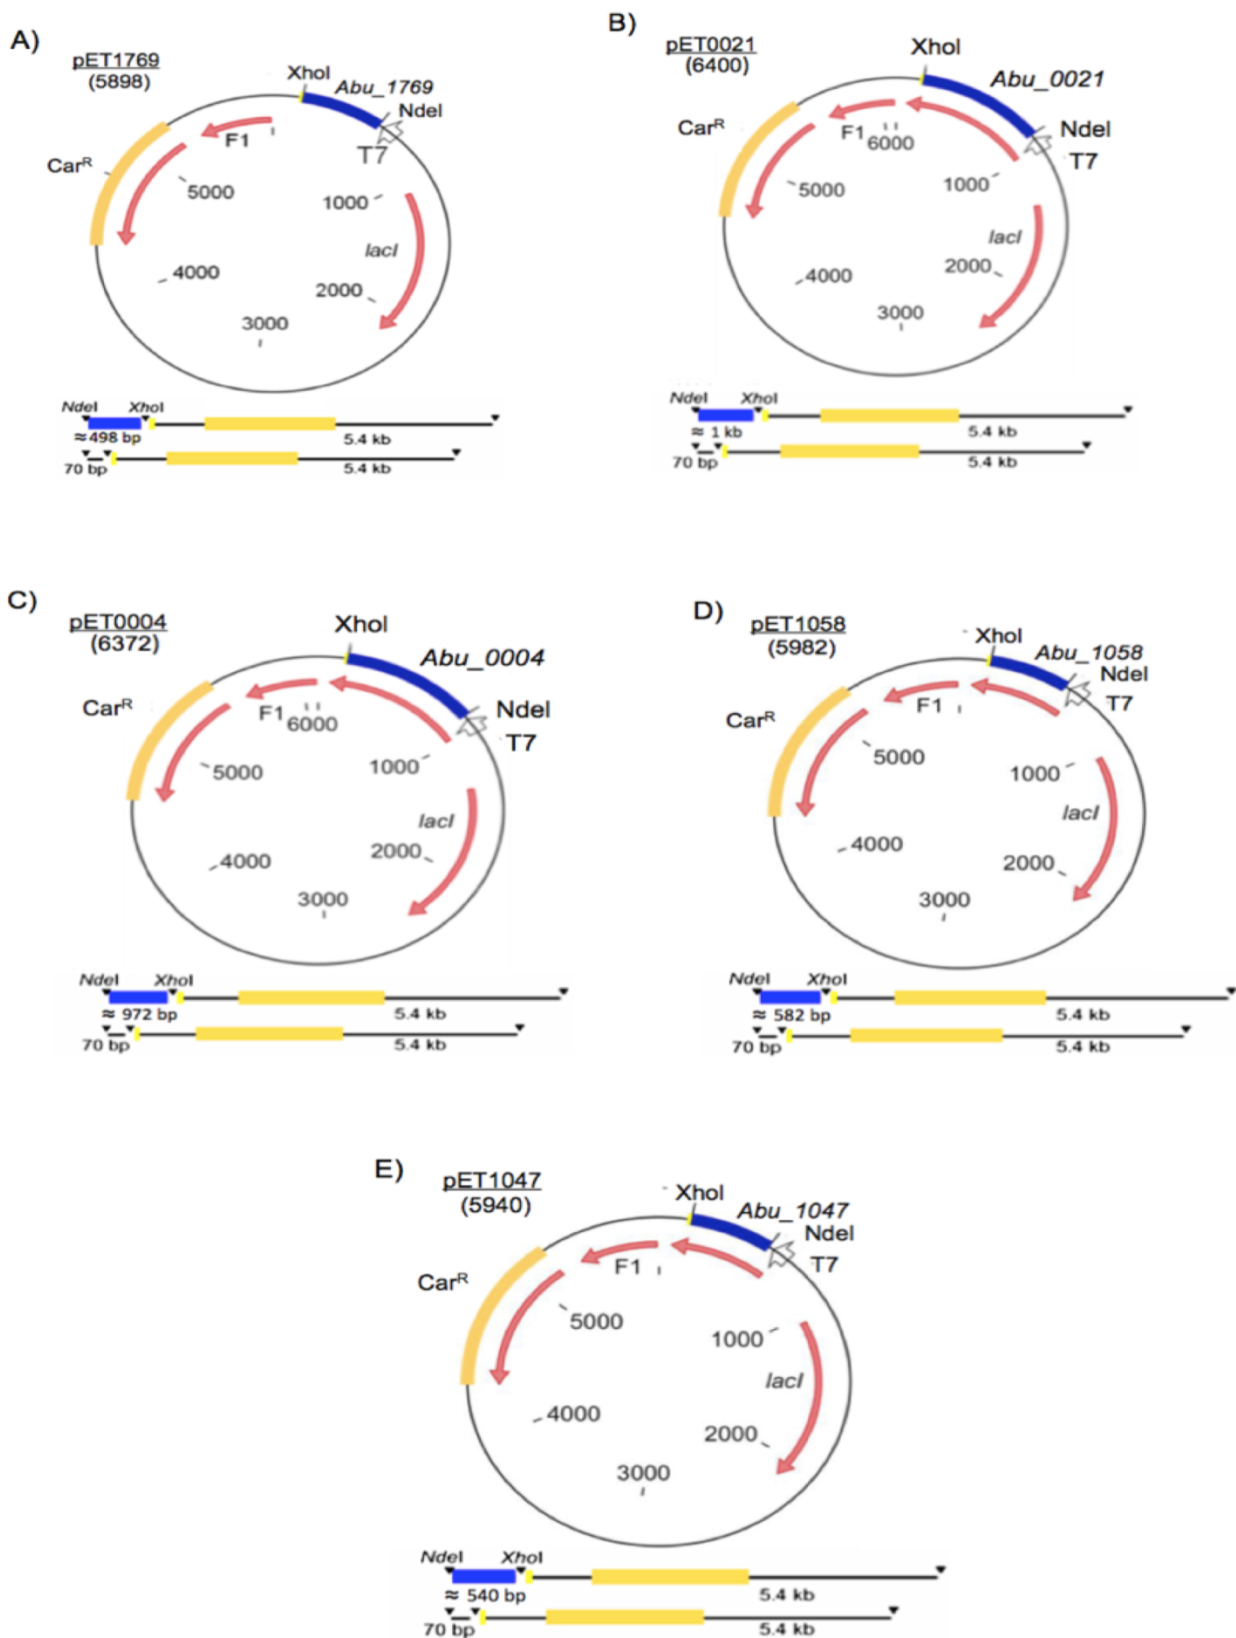 A)
pET1769
(5898)
XhoI
Abu_1769
NdeI
T7
F1
CarR
5000
1000
lacI
4000
2000
3000
NdeI XhoI
≈498 bp 5.4 kb
70 bp 5.4 kb
B)
pET0021
(6400)
XhoI
Abu_0021
NdeI
T7
CarR
F1
6000
5000
1000
lacI
4000
2000
3000
NdeI XhoI
≈ 1 kb 5.4 kb
70 bp 5.4 kb
C)
pET0004
(6372)
XhoI
Abu_0004
NdeI
T7
CarR
F1
6000
5000
1000
lacI
4000
2000
3000
NdeI XhoI
≈ 972 bp 5.4 kb
70 bp 5.4 kb
D)
pET1058
(5982)
XhoI
Abu_1058
NdeI
T7
CarR
F1
5000
1000
lacI
4000
2000
3000
NdeI XhoI
≈ 582 bp 5.4 kb
70 bp 5.4 kb
E)
pET1047
(5940)
XhoI
Abu_1047
NdeI
T7
CarR
F1
5000
1000
lacI
4000
2000
3000
NdeI XhoI
≈ 540 bp 5.4 kb
70 bp 5.4 kb